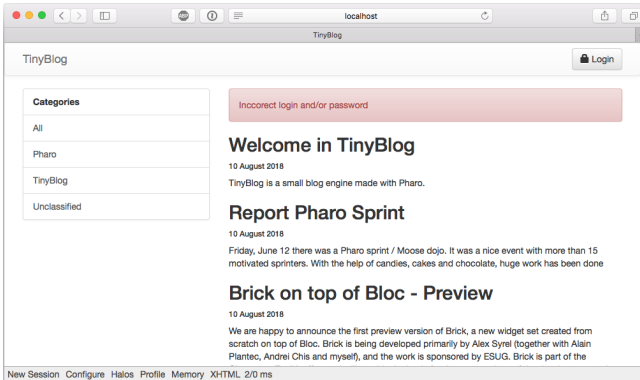 localhost
TinyBlog
TinyBlog
Login
Categories
All
Pharo
TinyBlog
Unclassified
Inccorect login and/or password
Welcome in TinyBlog
10 August 2018
TinyBlog is a small blog engine made with Pharo.
Report Pharo Sprint
10 August 2018
Friday, June 12 there was a Pharo sprint / Moose dojo. It was a nice event with more than 15
motivated sprinters. With the help of candies, cakes and chocolate, huge work has been done
Brick on top of Bloc - Preview
10 August 2018
We are happy to announce the first preview version of Brick, a new widget set created from
scratch on top of Bloc. Brick is being developed primarily by Alex Syrel (together with Alain
Plantec, Andrei Chis and myself), and the work is sponsored by ESUG. Brick is part of the
New Session Configure Halos Profile Memory XHTML 2/0 ms